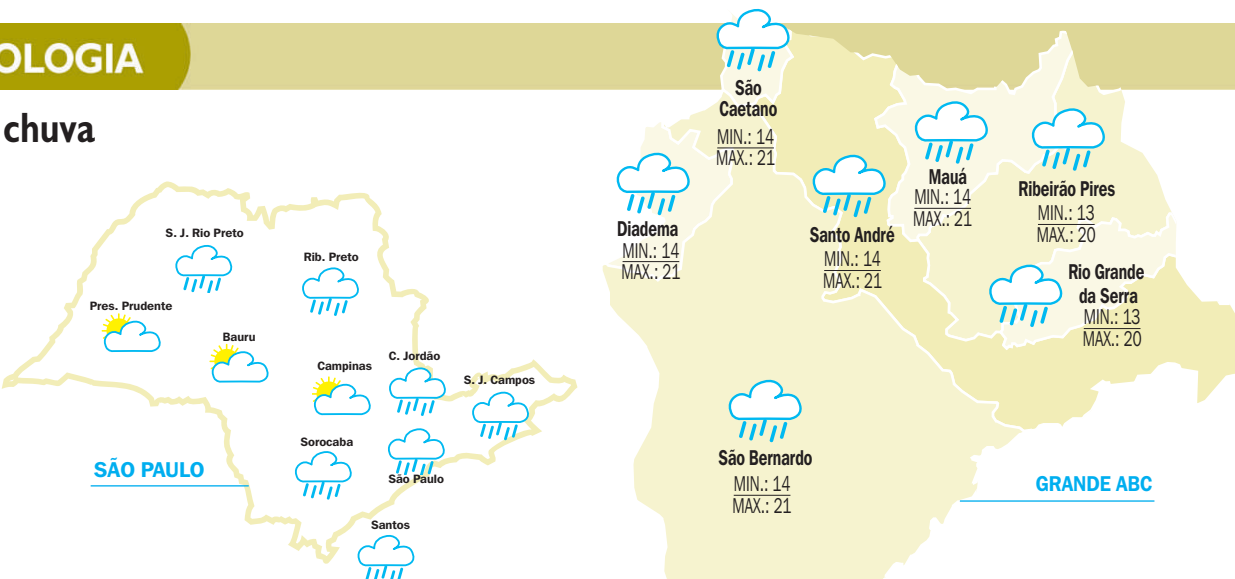 OLOGIA
chuva
S. J. Rio Preto
Rib. Preto
Pres. Prudente
Bauru
Campinas
C. Jordão
S. J. Campos
Sorocaba
São Paulo
Santos
SÃO PAULO
São
Caetano
MIN.: 14
MAX.: 21
Diadema
MIN.: 14
MAX.: 21
Santo André
MIN.: 14
MAX.: 21
Mauá
MIN.: 14
MAX.: 21
Ribeirão Pires
MIN.: 13
MAX.: 20
Rio Grande
da Serra
MIN.: 13
MAX.: 20
São Bernardo
MIN.: 14
MAX.: 21
GRANDE ABC